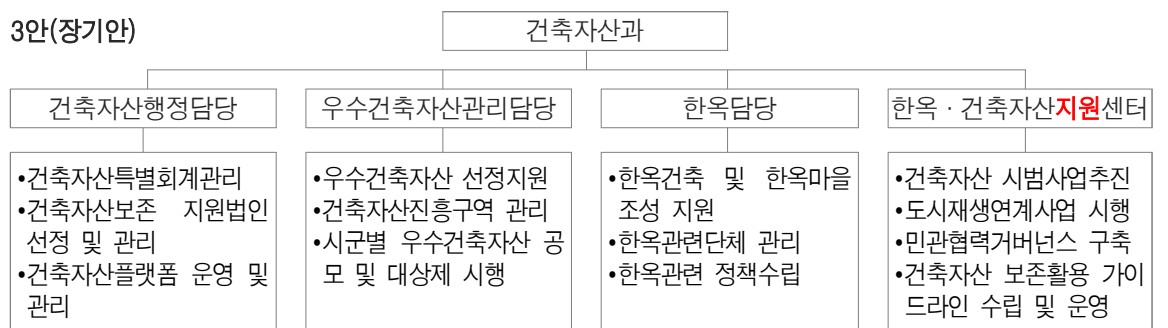 3안(장기안)
건축자산과
건축자산행정담당
우수건축자산관리담당
한옥담당
한옥·건축자산지원센터
•건축자산특별회계관리
•건축자산보존 지원법인
선정 및 관리
•건축자산플랫폼 운영 및
관리
•우수건축자산 선정지원
•건축자산진흥구역 관리
•시군별 우수건축자산 공
모 및 대상제 시행
•한옥건축 및 한옥마을
조성 지원
•한옥관련단체 관리
•한옥관련 정책수립
•건축자산 시범사업추진
•도시재생연계사업 시행
•민관협력거버넌스 구축
•건축자산 보존활용 가이
드라인 수립 및 운영